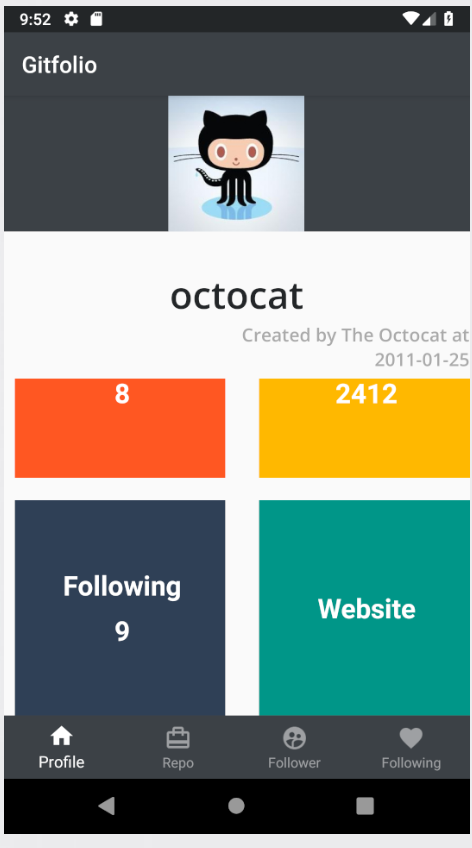 9:52
Gitfolio
octocat
Created by The Octocat at
2011-01-25
8
2412
Following
9
Website
Profile
Repo
Follower
Following